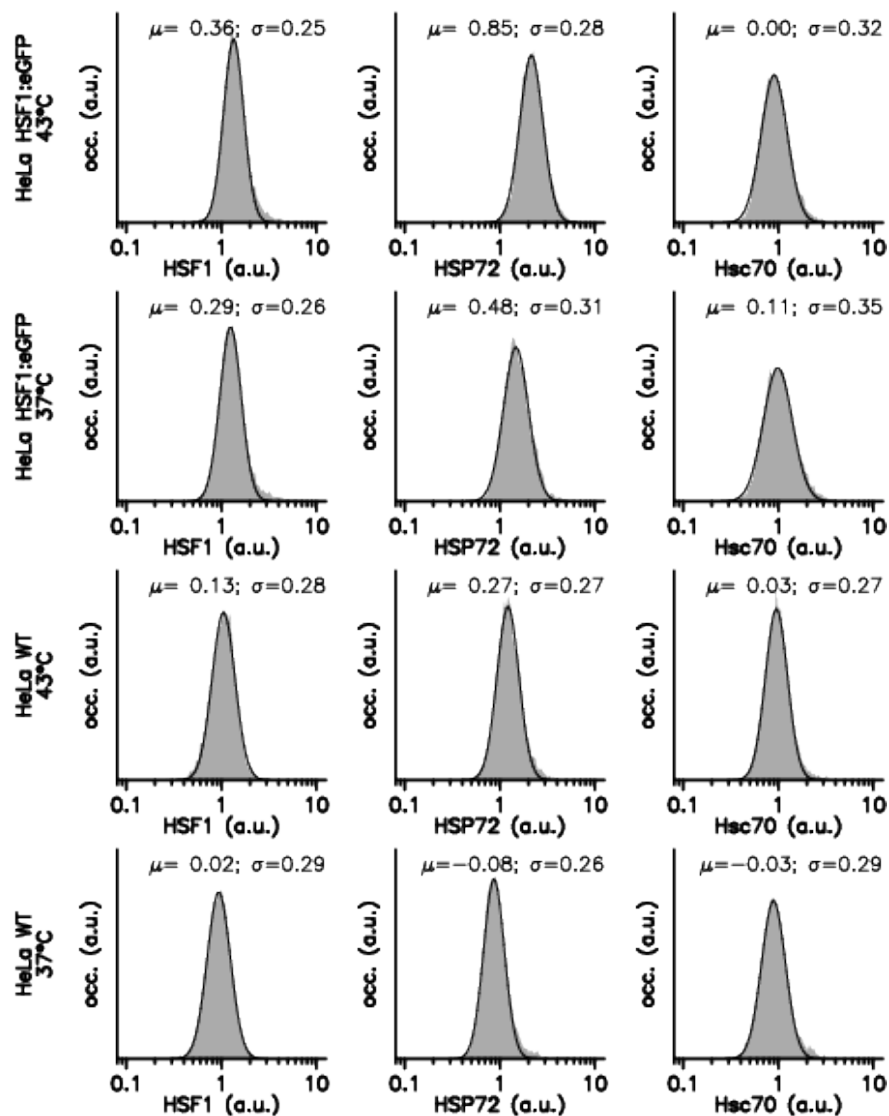 HeLa HSF1:eGFP
43°C
occ. (a.u.)
μ= 0.36; σ=0.25
0.1 1 10
HSF1 (a.u.)
occ. (a.u.)
μ= 0.85; σ=0.28
0.1 1 10
HSP72 (a.u.)
occ. (a.u.)
μ= 0.00; σ=0.32
0.1 1 10
Hsc70 (a.u.)
HeLa HSF1:eGFP
37°C
occ. (a.u.)
μ= 0.29; σ=0.26
0.1 1 10
HSF1 (a.u.)
occ. (a.u.)
μ= 0.48; σ=0.31
0.1 1 10
HSP72 (a.u.)
occ. (a.u.)
μ= 0.11; σ=0.35
0.1 1 10
Hsc70 (a.u.)
HeLa WT
43°C
occ. (a.u.)
μ= 0.13; σ=0.28
0.1 1 10
HSF1 (a.u.)
occ. (a.u.)
μ= 0.27; σ=0.27
0.1 1 10
HSP72 (a.u.)
occ. (a.u.)
μ= 0.03; σ=0.27
0.1 1 10
Hsc70 (a.u.)
HeLa WT
37°C
occ. (a.u.)
μ= 0.02; σ=0.29
0.1 1 10
HSF1 (a.u.)
occ. (a.u.)
μ=−0.08; σ=0.26
0.1 1 10
HSP72 (a.u.)
occ. (a.u.)
μ=−0.03; σ=0.29
0.1 1 10
Hsc70 (a.u.)